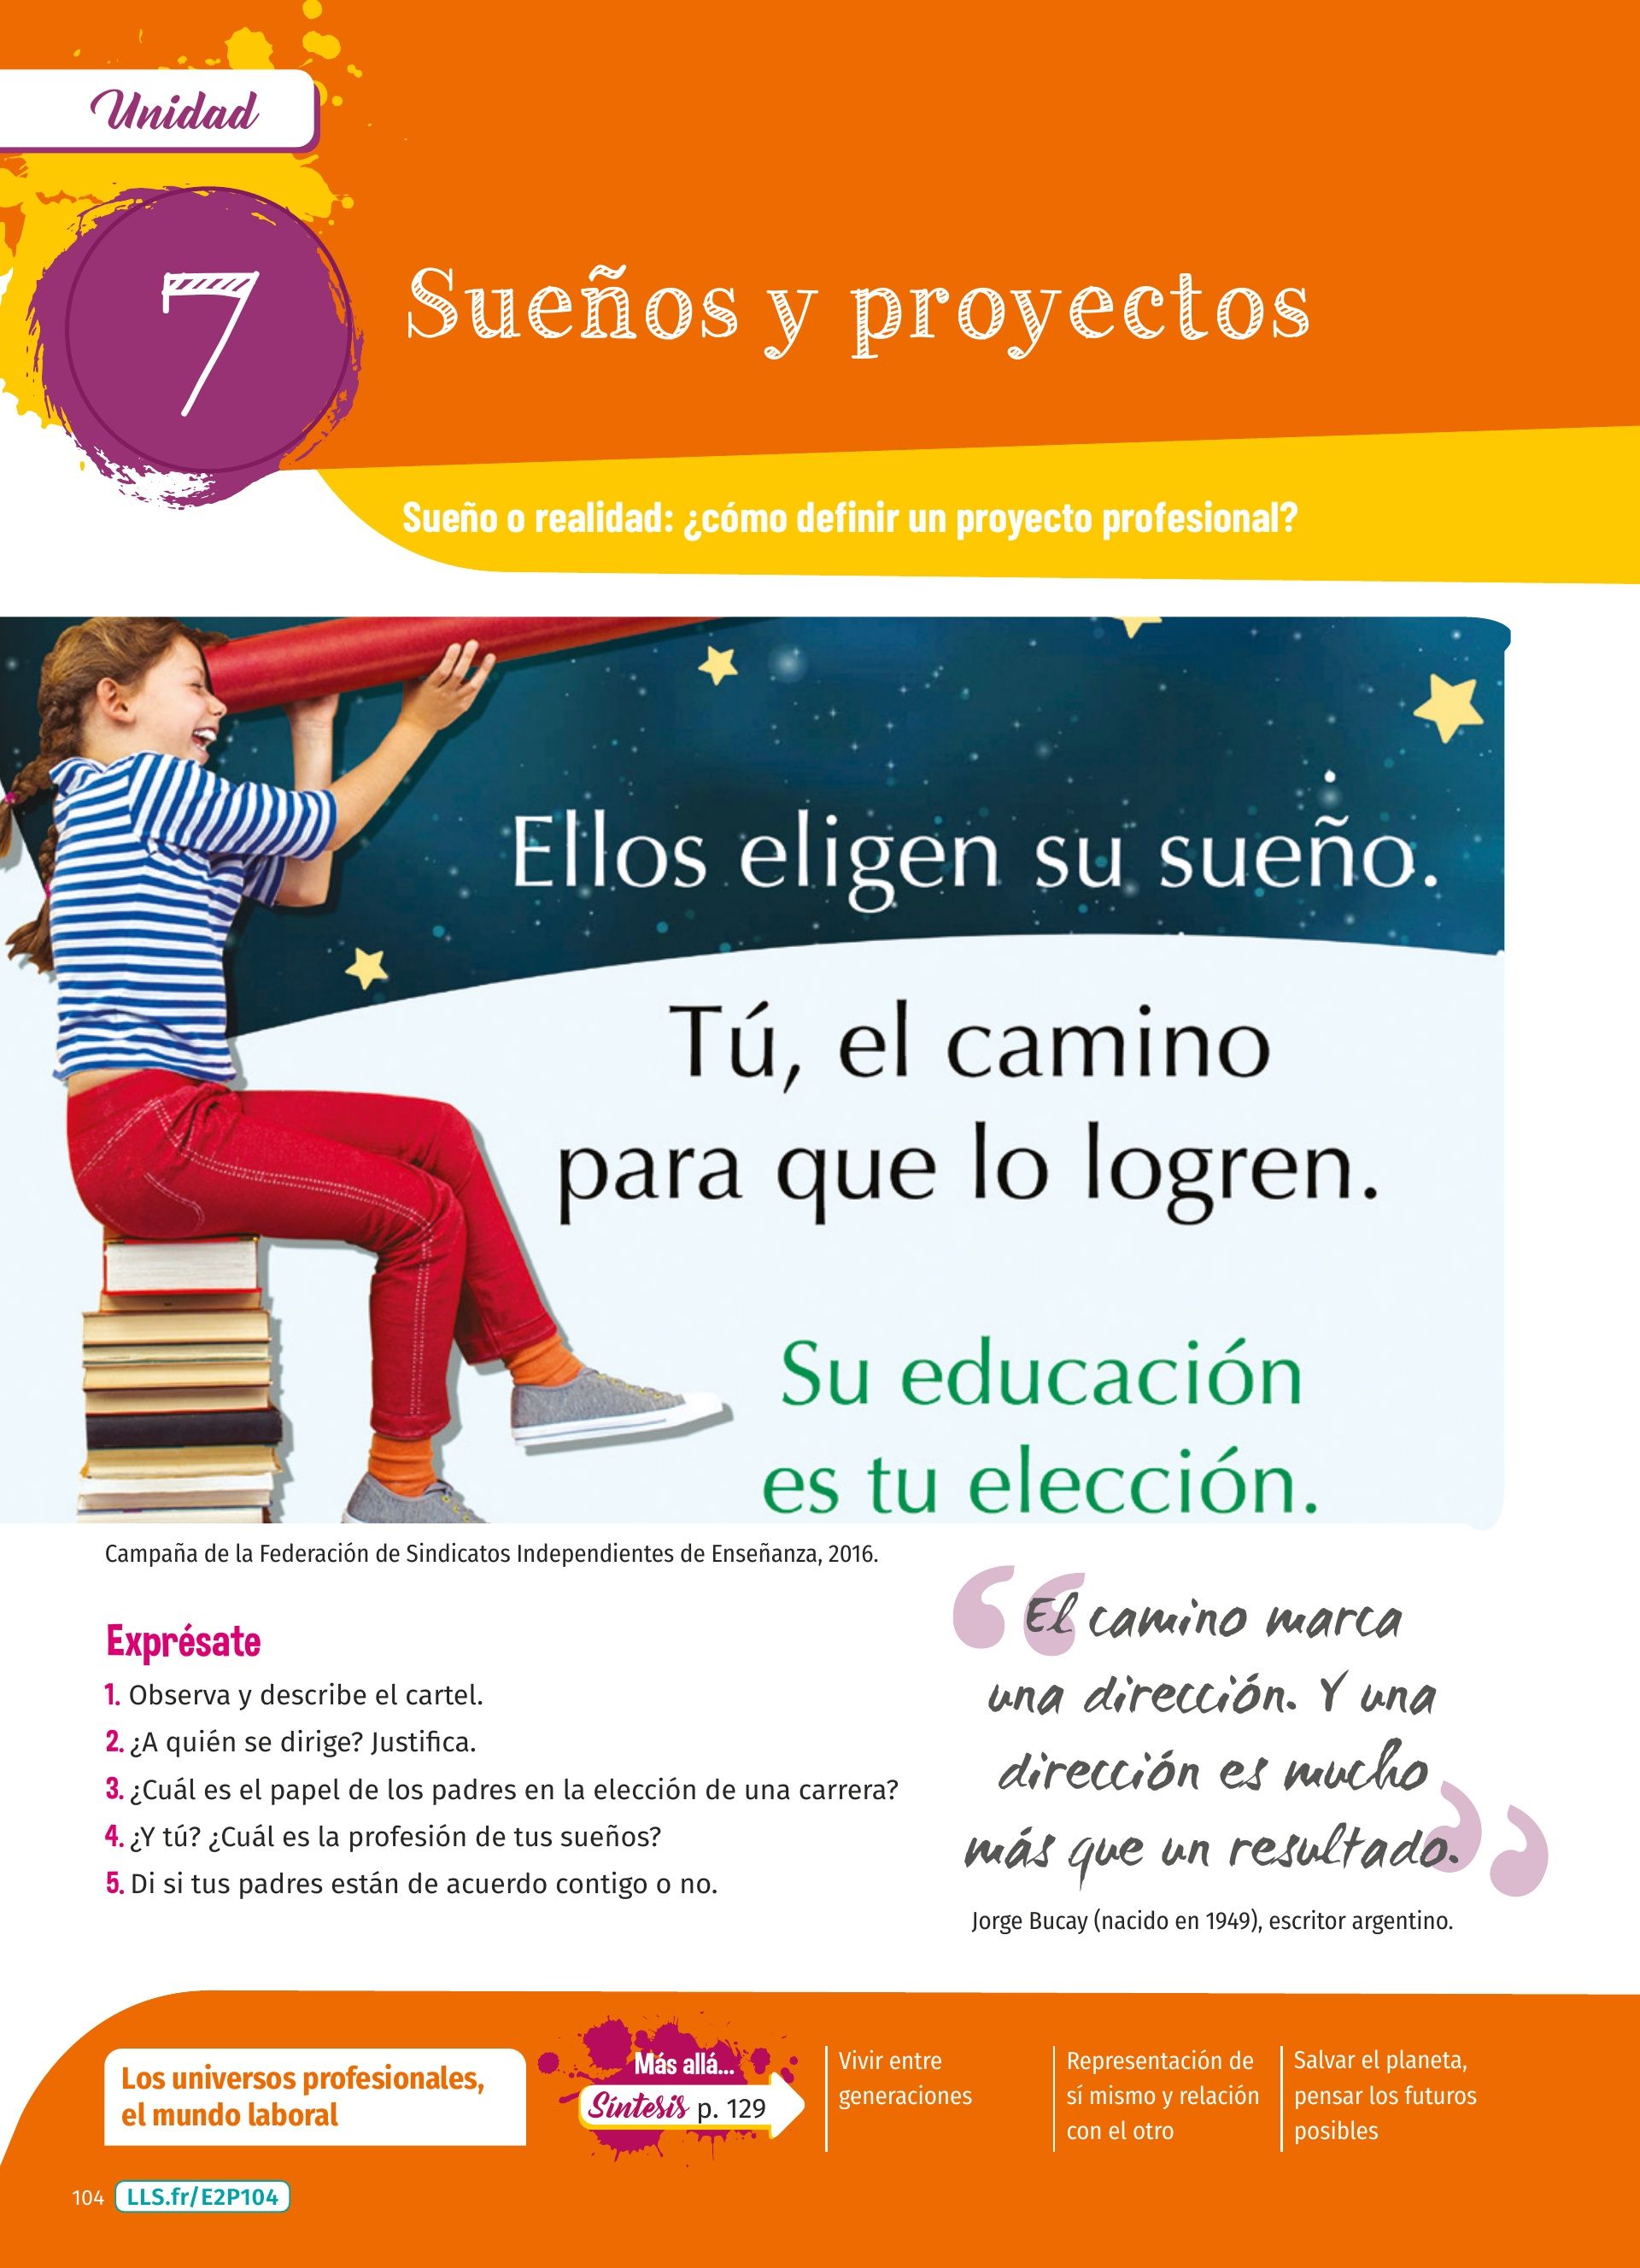 Unidad
7
Sueños y proyectos
Sueño o realidad: ¿cómo definir un proyecto profesional?
Ellos eligen su sueño.
Tú, el camino
para que lo logren.
Su educación
es tu elección.
Campaña de la Federación de Sindicatos Independientes de Enseñanza, 2016.
Exprésate
1. Observa y describe el cartel.
2. ¿A quién se dirige? Justifica.
3. ¿Cuál es el papel de los padres en la elección de una carrera?
4. ¿Y tú? ¿Cuál es la profesión de tus sueños?
5. Di si tus padres están de acuerdo contigo o no.
“El camino marca
una dirección. Y una
dirección es mucho
más que un resultado.”
Jorge Bucay (nacido en 1949), escritor argentino.
Los universos profesionales,
el mundo laboral
Más allá...
Síntesis p. 129
Vivir entre
generaciones
Representación de
sí mismo y relación
con el otro
Salvar el planeta,
pensar los futuros
posibles
104 LLS.fr/E2P104